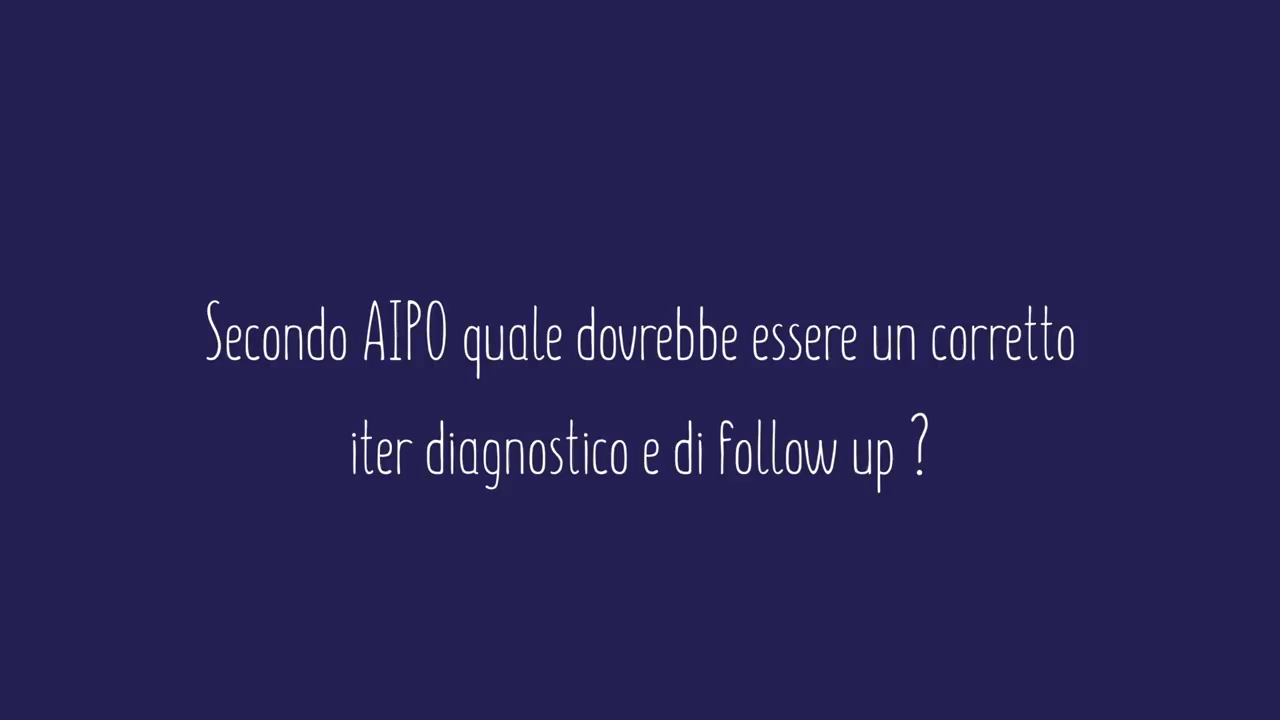 Secondo AIPO quale dovrebbe essere un corretto
iter diagnostico e di follow up ?